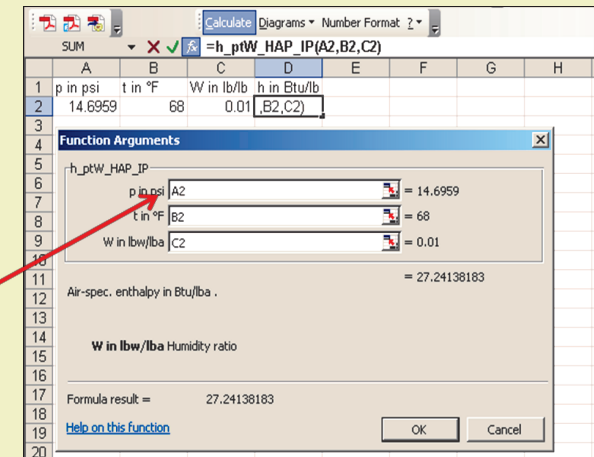 Calculate Diagrams Number Format ?
SUM =h_ptW_HAP_IP(A2,B2,C2)
A B C D E F G H
1 p in psi t in °F W in lb/lb h in Btu/lb
2 14.6959 68 0.01 ,B2,C2)
3
4 Function Arguments
5 h_ptW_HAP_IP
6 p in psi A2 = 14.6959
7
8 t in °F B2 = 68
9 W in lbw/lba C2 = 0.01
10
11 = 27.24138183
12 Air-spec. enthalpy in Btu/lba .
13
14
15 W in lbw/lba Humidity ratio
16
17 Formula result = 27.24138183
18
19 Help on this function OK Cancel
20